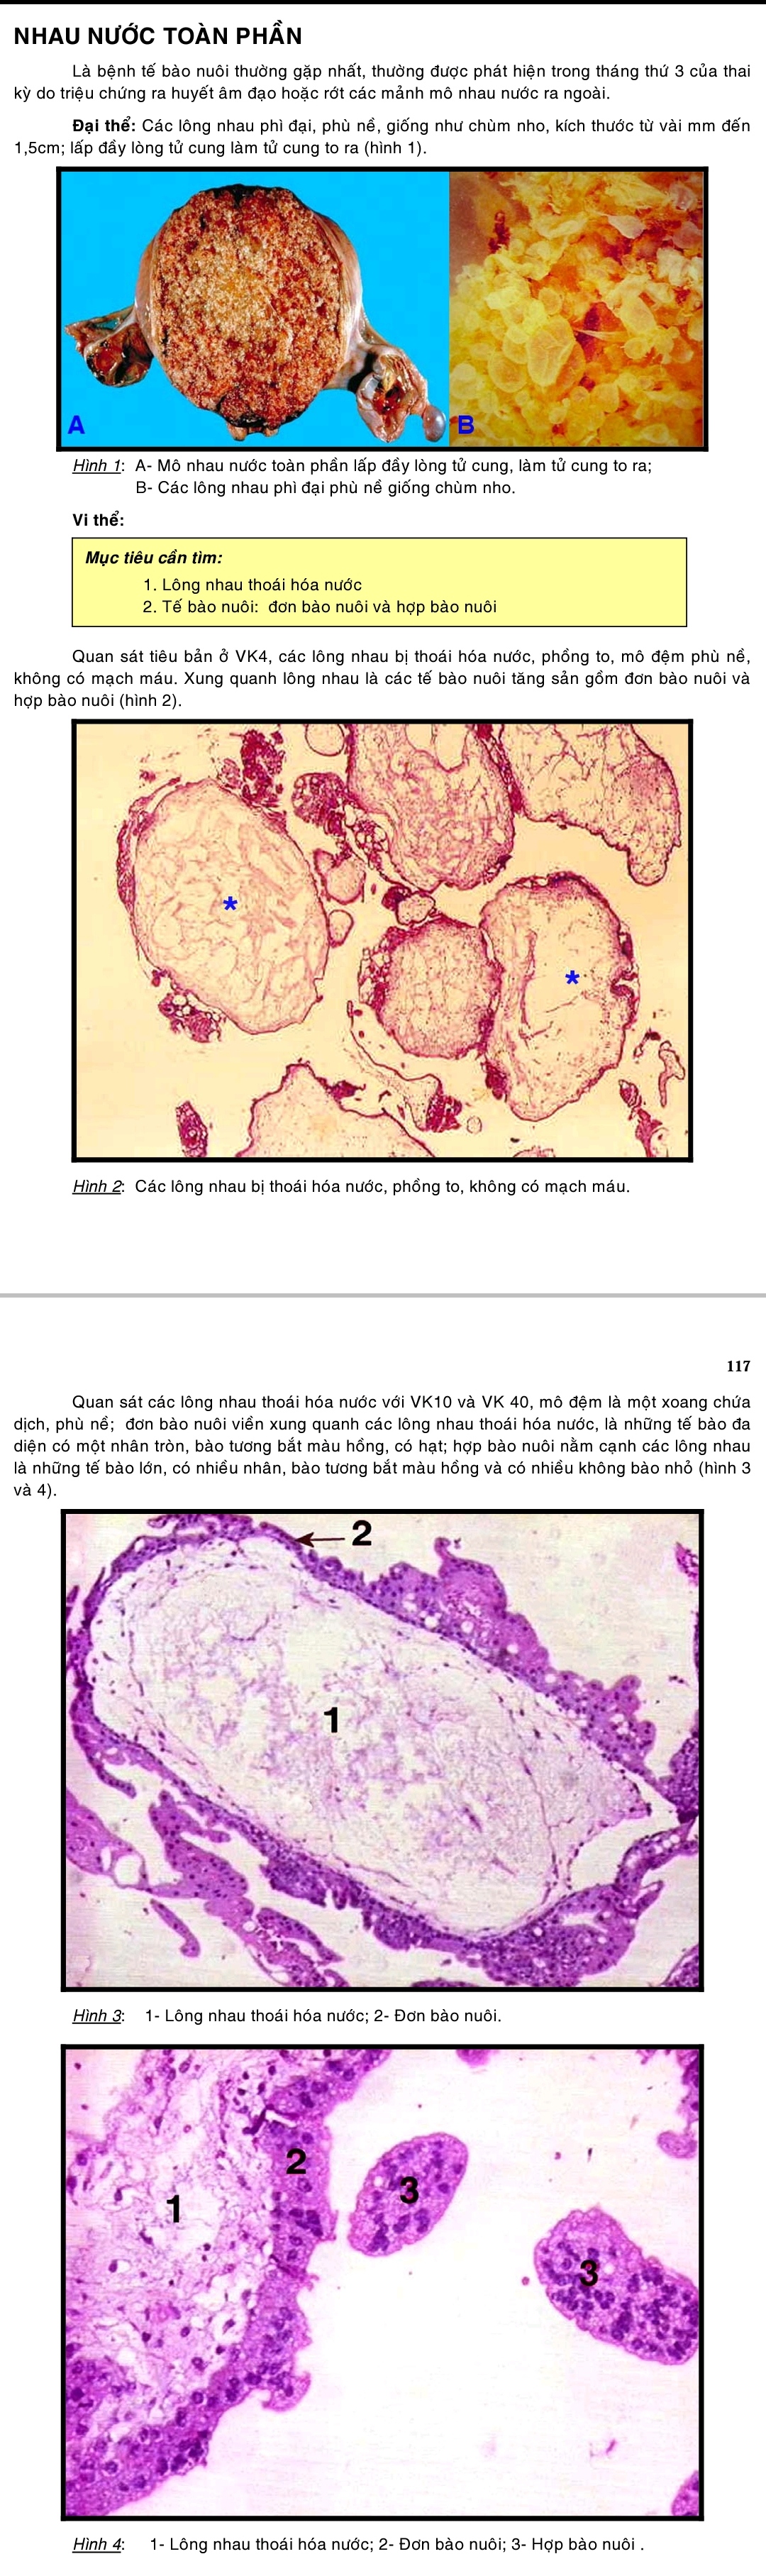 NHAU NƯỚC TOÀN PHẦN
Là bệnh tế bào nuôi thường gặp nhất, thường được phát hiện trong tháng thứ 3 của thai
kỳ do triệu chứng ra huyết âm đạo hoặc rớt các mảnh mô nhau nước ra ngoài.
Đại thể: Các lông nhau phì đại, phù nề, giống như chùm nho, kích thước từ vài mm đến
1,5cm; lấp đầy lòng tử cung làm tử cung to ra (hình 1).
A
B
Hình 1: A- Mô nhau nước toàn phần lấp đầy lòng tử cung, làm tử cung to ra;
B- Các lông nhau phì đại phù nề giống chùm nho.
Vi thể:
Mục tiêu cần tìm:
1. Lông nhau thoái hóa nước
2. Tế bào nuôi: đơn bào nuôi và hợp bào nuôi
Quan sát tiêu bản ở VK4, các lông nhau bị thoái hóa nước, phồng to, mô đệm phù nề,
không có mạch máu. Xung quanh lông nhau là các tế bào nuôi tăng sản gồm đơn bào nuôi và
hợp bào nuôi (hình 2).
*
*
Hình 2: Các lông nhau bị thoái hóa nước, phồng to, không có mạch máu.
117
Quan sát các lông nhau thoái hóa nước với VK10 và VK 40, mô đệm là một xoang chứa
dịch, phù nề; đơn bào nuôi viền xung quanh các lông nhau thoái hóa nước, là những tế bào đa
diện có một nhân tròn, bào tương bắt màu hồng, có hạt; hợp bào nuôi nằm cạnh các lông nhau
là những tế bào lớn, có nhiều nhân, bào tương bắt màu hồng và có nhiều không bào nhỏ (hình 3
và 4).
2
1
Hình 3: 1- Lông nhau thoái hóa nước; 2- Đơn bào nuôi.
2
3
1
3
Hình 4: 1- Lông nhau thoái hóa nước; 2- Đơn bào nuôi; 3- Hợp bào nuôi .